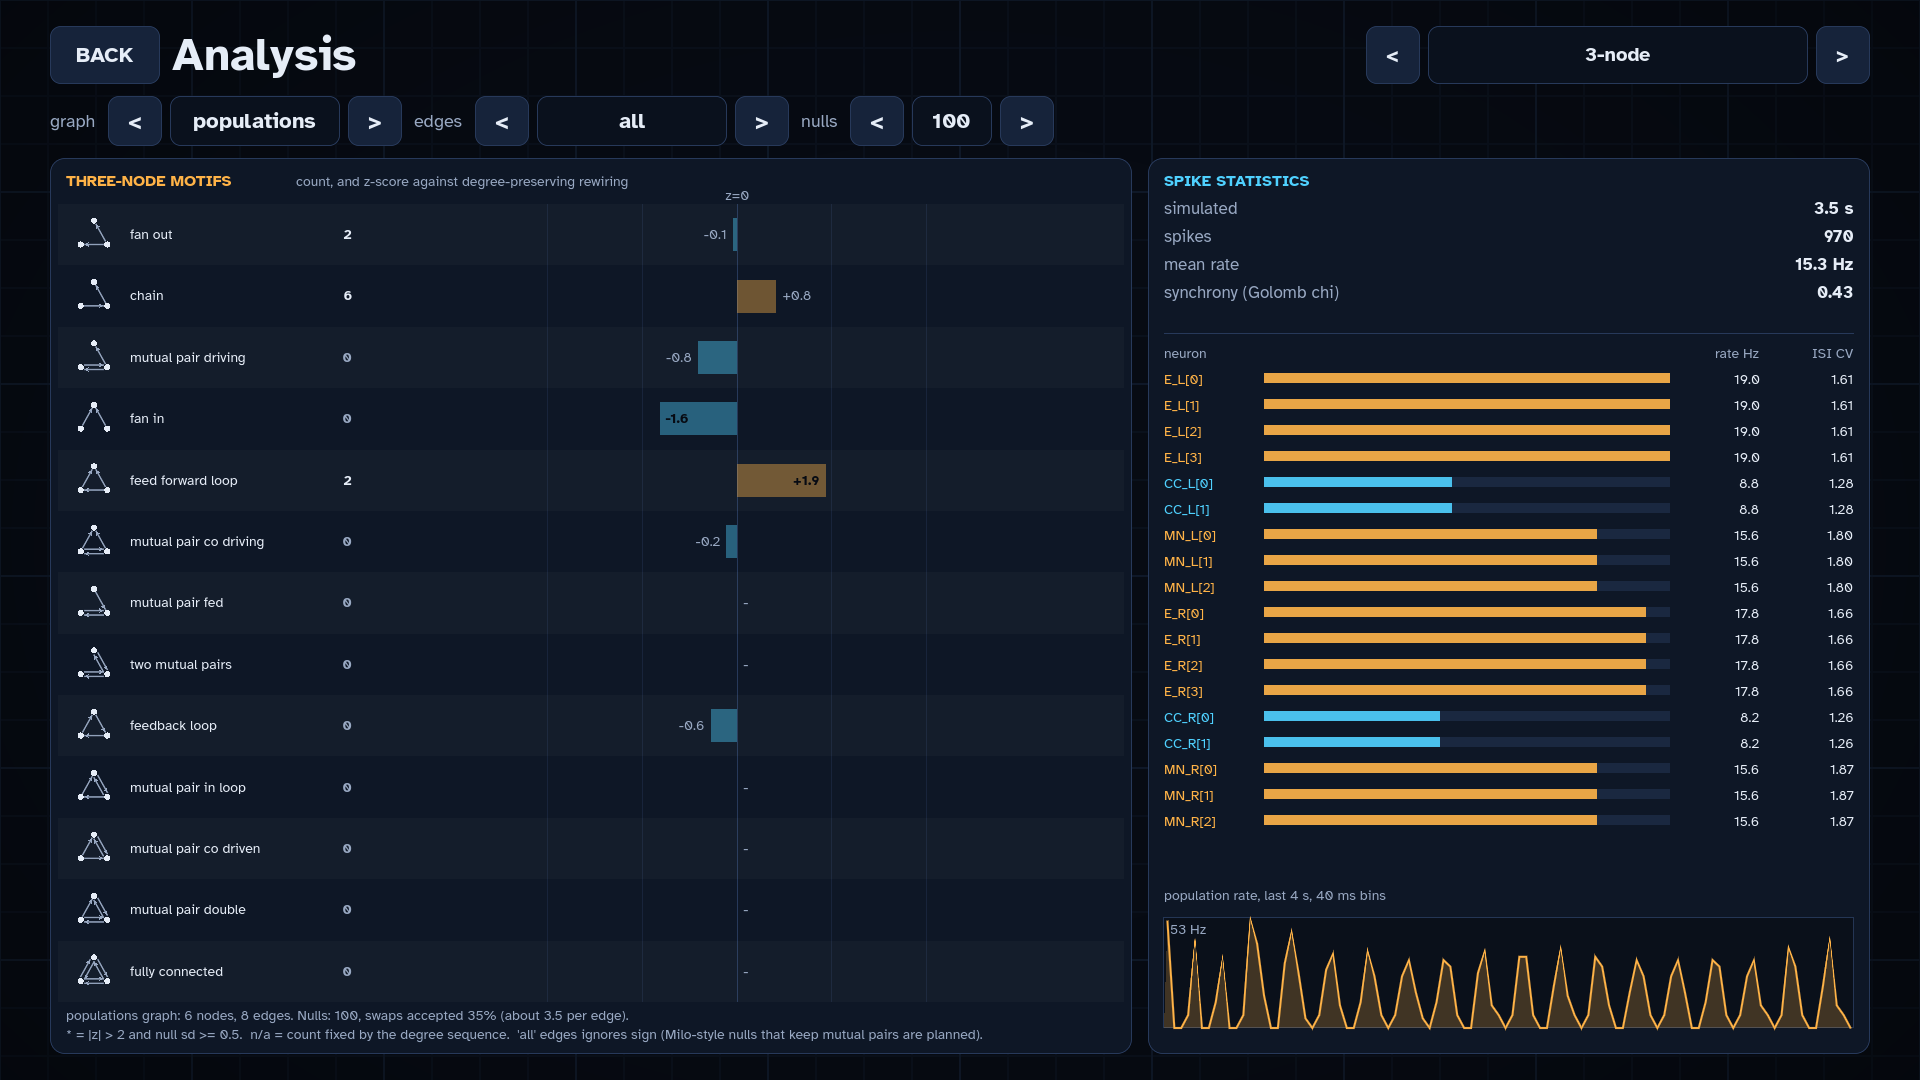 BACK Analysis < 3-node >
graph < populations > edges < all > nulls < 100 >
THREE-NODE MOTIFS count, and z-score against degree-preserving rewiring
z=0
fan out 2 -0.1
chain 6 +0.8
mutual pair driving 0 -0.8
fan in 0 -1.6
feed forward loop 2 +1.9
mutual pair co driving 0 -0.2
mutual pair fed 0 -
two mutual pairs 0 -
feedback loop 0 -0.6
mutual pair in loop 0 -
mutual pair co driven 0 -
mutual pair double 0 -
fully connected 0 -
populations graph: 6 nodes, 8 edges. Nulls: 100, swaps accepted 35% (about 3.5 per edge).
* = |z| > 2 and null sd >= 0.5. n/a = count fixed by the degree sequence. 'all' edges ignores sign (Milo-style nulls that keep mutual pairs are planned).
SPIKE STATISTICS
simulated 3.5 s
spikes 970
mean rate 15.3 Hz
synchrony (Golomb chi) 0.43
neuron rate Hz ISI CV
E_L[0] 19.0 1.61
E_L[1] 19.0 1.61
E_L[2] 19.0 1.61
E_L[3] 19.0 1.61
CC_L[0] 8.8 1.28
CC_L[1] 8.8 1.28
MN_L[0] 15.6 1.80
MN_L[1] 15.6 1.80
MN_L[2] 15.6 1.80
E_R[0] 17.8 1.66
E_R[1] 17.8 1.66
E_R[2] 17.8 1.66
E_R[3] 17.8 1.66
CC_R[0] 8.2 1.26
CC_R[1] 8.2 1.26
MN_R[0] 15.6 1.87
MN_R[1] 15.6 1.87
MN_R[2] 15.6 1.87
population rate, last 4 s, 40 ms bins
53 Hz